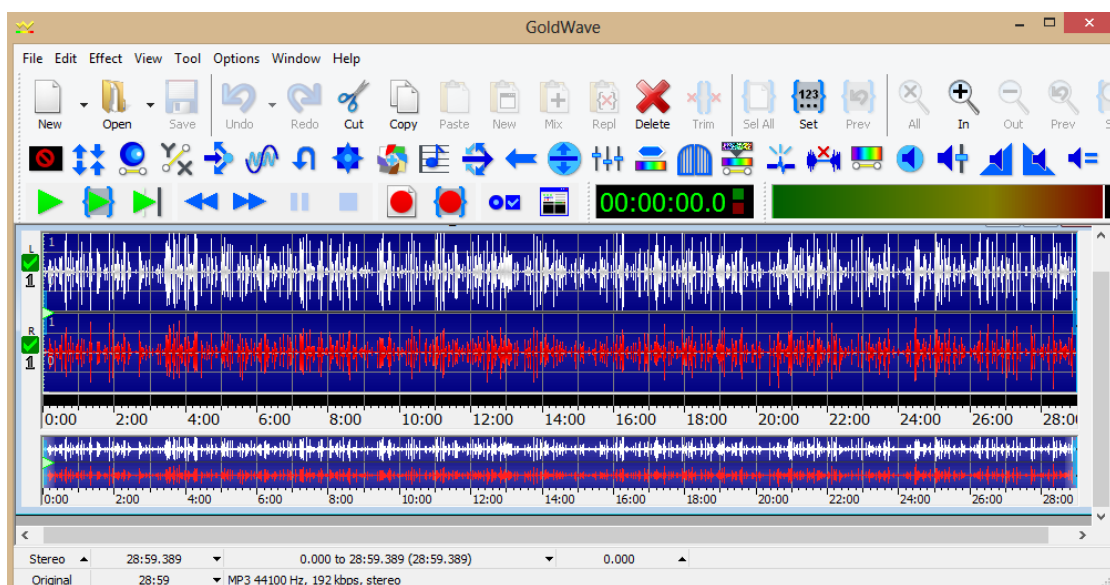 GoldWave
File Edit Effect View Tool Options Window Help
New Open Save Undo Redo Cut Copy Paste New Mix Repl Delete Trim Sel All Set Prev All In Out Prev
123
00:00:00.0
L
1
1
R
1
1
0
0:00 2:00 4:00 6:00 8:00 10:00 12:00 14:00 16:00 18:00 20:00 22:00 24:00 26:00 28:00
0:00 2:00 4:00 6:00 8:00 10:00 12:00 14:00 16:00 18:00 20:00 22:00 24:00 26:00 28:00
Stereo 28:59.389 0.000 to 28:59.389 (28:59.389) 0.000
Original 28:59 MP3 44100 Hz, 192 kbps, stereo